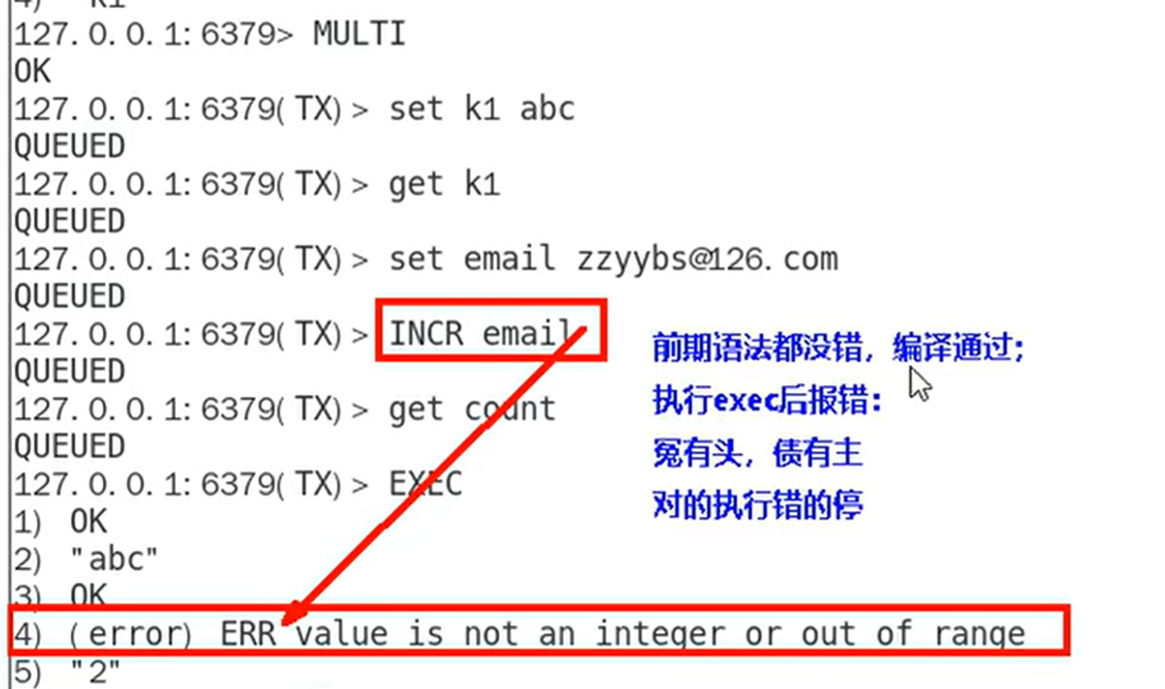 4) "k1"
127.0.0.1:6379> MULTI
OK
127.0.0.1:6379(TX)> set k1 abc
QUEUED
127.0.0.1:6379(TX)> get k1
QUEUED
127.0.0.1:6379(TX)> set email zzyybs@126.com
QUEUED
127.0.0.1:6379(TX)> INCR email
前期语法都没错，编译通过；
QUEUED
执行exec后报错：
127.0.0.1:6379(TX)> get count
QUEUED
冤有头，债有主
127.0.0.1:6379(TX)> EXEC
对的执行错的停
1) OK
2) "abc"
3) OK
4) (error) ERR value is not an integer or out of range
5) "2"